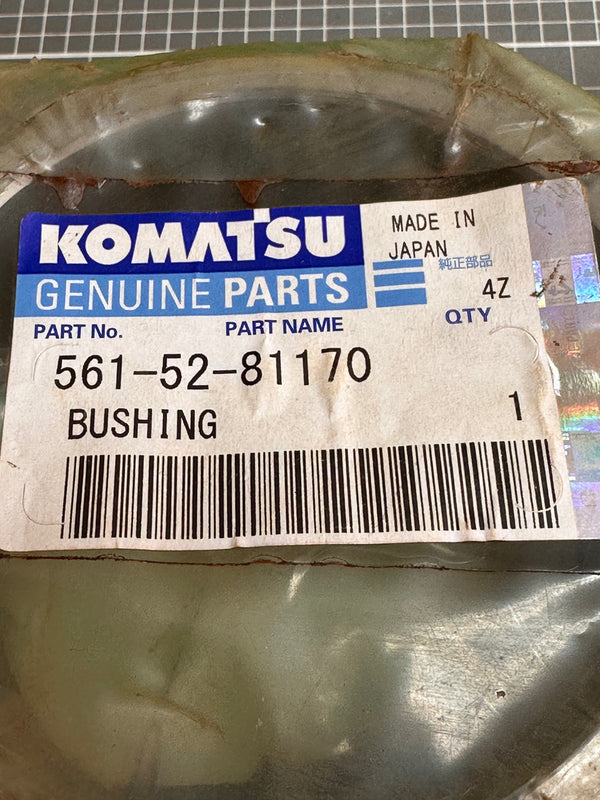 KOMATSU
MADE IN
JAPAN
GENUINE PARTS
純正部品
4Z
PART No.
PART NAME
QTY
561-52-81170
BUSHING
1